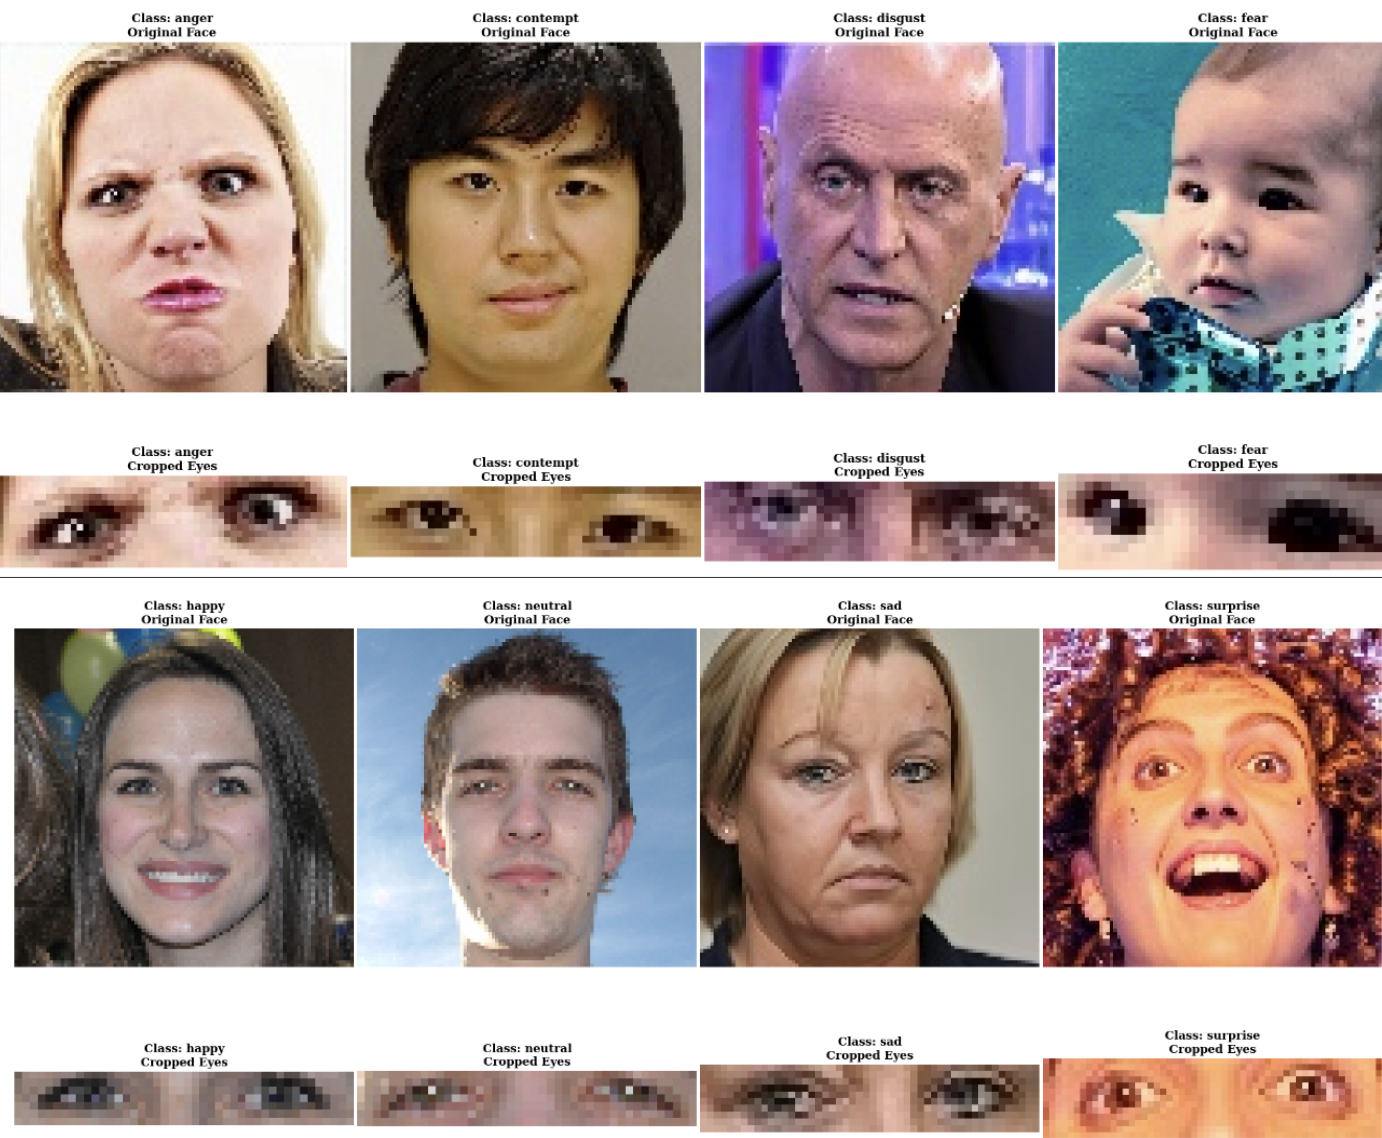 Class: anger
Original Face
Class: contempt
Original Face
Class: disgust
Original Face
Class: fear
Original Face
Class: anger
Cropped Eyes
Class: contempt
Cropped Eyes
Class: disgust
Cropped Eyes
Class: fear
Cropped Eyes
Class: happy
Original Face
Class: neutral
Original Face
Class: sad
Original Face
Class: surprise
Original Face
Class: happy
Cropped Eyes
Class: neutral
Cropped Eyes
Class: sad
Cropped Eyes
Class: surprise
Cropped Eyes